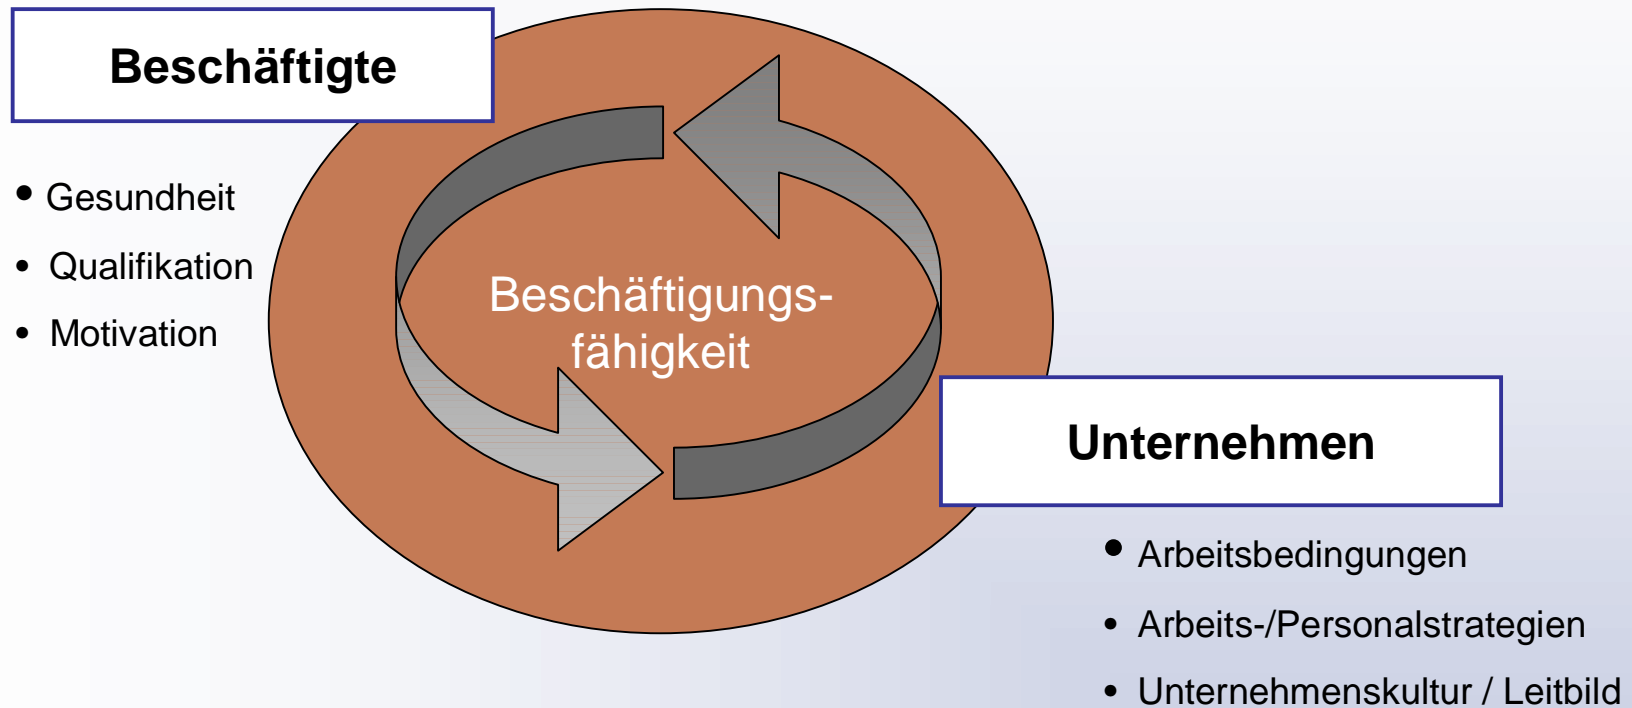 Beschäftigte
• Gesundheit
• Qualifikation
• Motivation
Beschäftigungs-
fähigkeit
Unternehmen
• Arbeitsbedingungen
• Arbeits-/Personalstrategien
• Unternehmenskultur / Leitbild